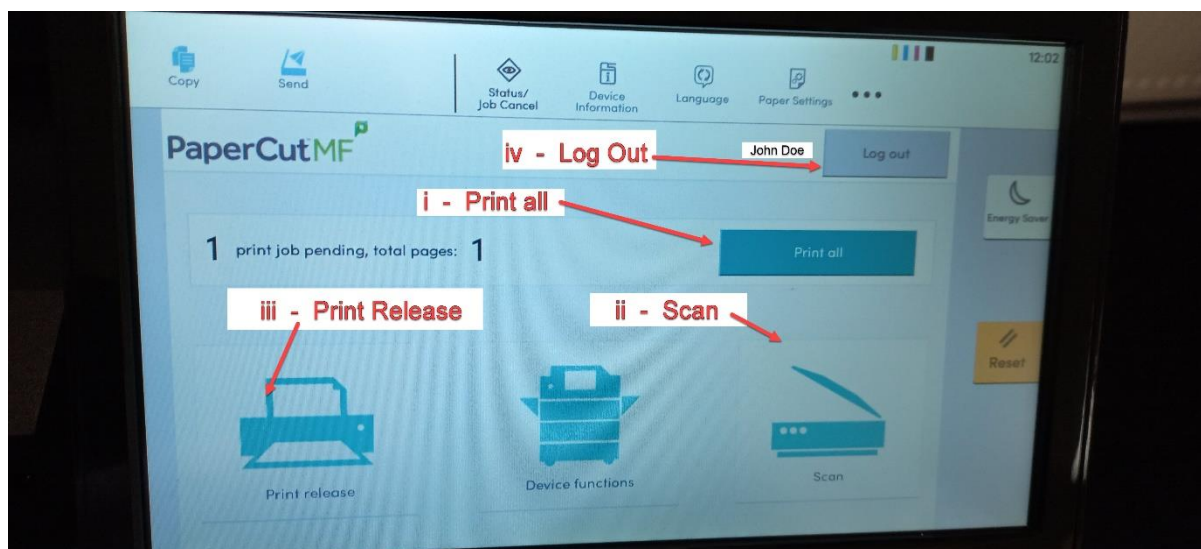 12:02
Copy
Send
Status/
Job Cancel
Device
Information
Language
Paper Settings
PaperCut MF
iv - Log Out
John Doe
Log out
Energy Saver
i - Print all
1 print job pending, total pages: 1
Print all
iii - Print Release
ii - Scan
Reset
Print release
Device functions
Scan